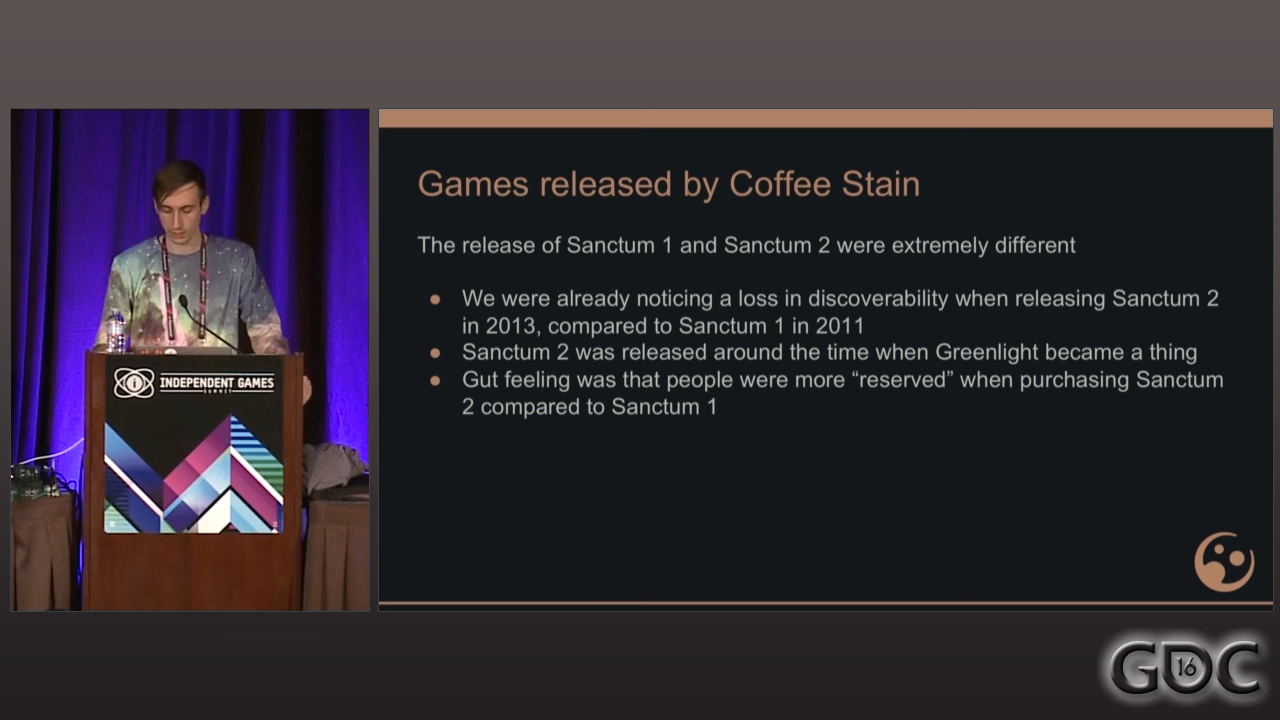 Games released by Coffee Stain
The release of Sanctum 1 and Sanctum 2 were extremely different
● We were already noticing a loss in discoverability when releasing Sanctum 2
in 2013, compared to Sanctum 1 in 2011
● Sanctum 2 was released around the time when Greenlight became a thing
● Gut feeling was that people were more “reserved” when purchasing Sanctum
2 compared to Sanctum 1
INDEPENDENT GAMES
SUMMIT
GDC
16